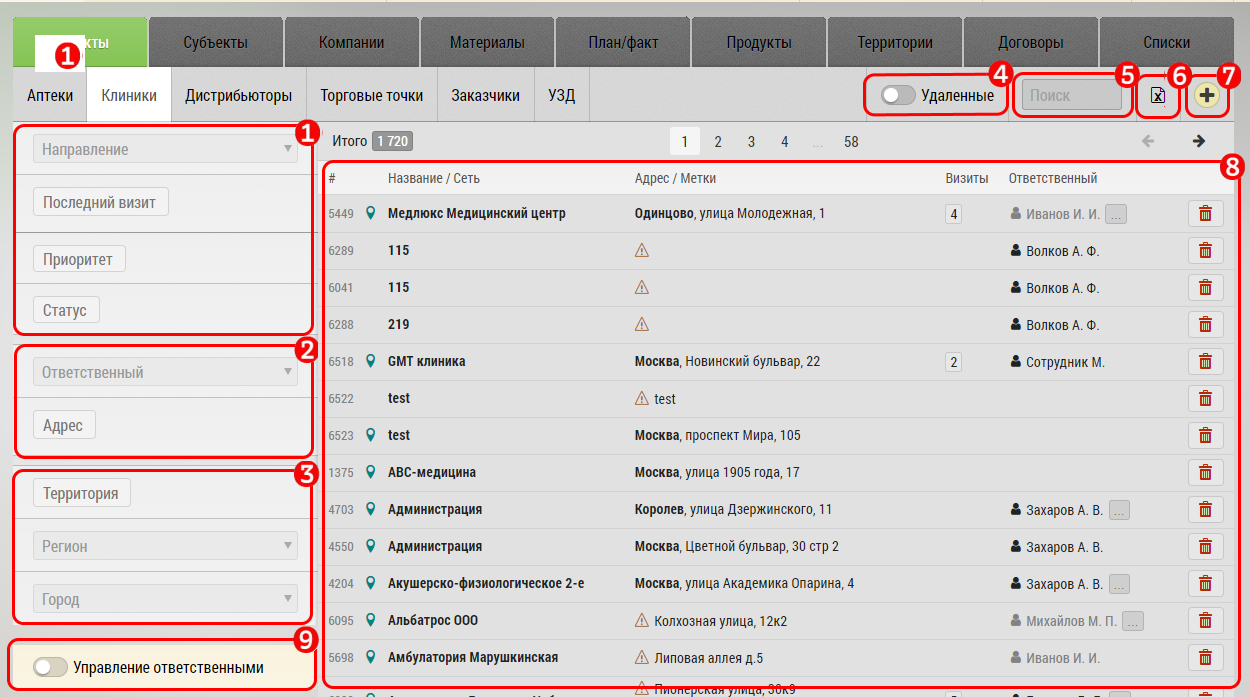 кты Субъекты Компании Материалы План/факт Продукты Территории Договоры Списки
1
Аптеки Клиники Дистрибьюторы Торговые точки Заказчики УЗД 4 Удаленные 5 Поиск 6 X 7
1
Направление
Последний визит
Приоритет
Статус
2
Ответственный
Адрес
3
Территория
Регион
Город
9
Управление ответственными
Итого 1 720 1 2 3 4 ... 58
8
# Название / Сеть Адрес / Метки Визиты Ответственный
5449 Медлюкс Медицинский центр Одинцово, улица Молодежная, 1 4 Иванов И. И. ...
6289 115 Волков А. Ф.
6041 115 Волков А. Ф.
6288 219 Волков А. Ф.
6518 GMT клиника Москва, Новинский бульвар, 22 2 Сотрудник М.
6522 test test
6523 test Москва, проспект Мира, 105
1375 АВС-медицина Москва, улица 1905 года, 17
4703 Администрация Королев, улица Дзержинского, 11 Захаров А. В. ...
4550 Администрация Москва, Цветной бульвар, 30 стр 2 Захаров А. В.
4204 Акушерско-физиологическое 2-е Москва, улица Академика Опарина, 4 Захаров А. В. ...
6095 Альбатрос ООО Колхозная улица, 12к2 Михайлов М. П. ...
5698 Амбулатория Марушкинская Липовая аллея д.5 Иванов И. И.
Пионерская улица, 30к9